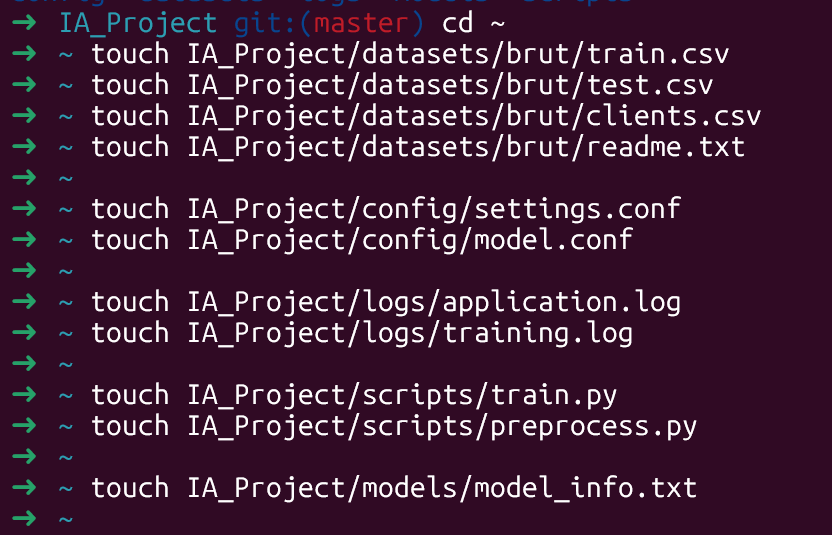 ➜ IA_Project git:(master) cd ~
➜ ~ touch IA_Project/datasets/brut/train.csv
➜ ~ touch IA_Project/datasets/brut/test.csv
➜ ~ touch IA_Project/datasets/brut/clients.csv
➜ ~ touch IA_Project/datasets/brut/readme.txt
➜ ~
➜ ~ touch IA_Project/config/settings.conf
➜ ~ touch IA_Project/config/model.conf
➜ ~
➜ ~ touch IA_Project/logs/application.log
➜ ~ touch IA_Project/logs/training.log
➜ ~
➜ ~ touch IA_Project/scripts/train.py
➜ ~ touch IA_Project/scripts/preprocess.py
➜ ~
➜ ~ touch IA_Project/models/model_info.txt
➜ ~